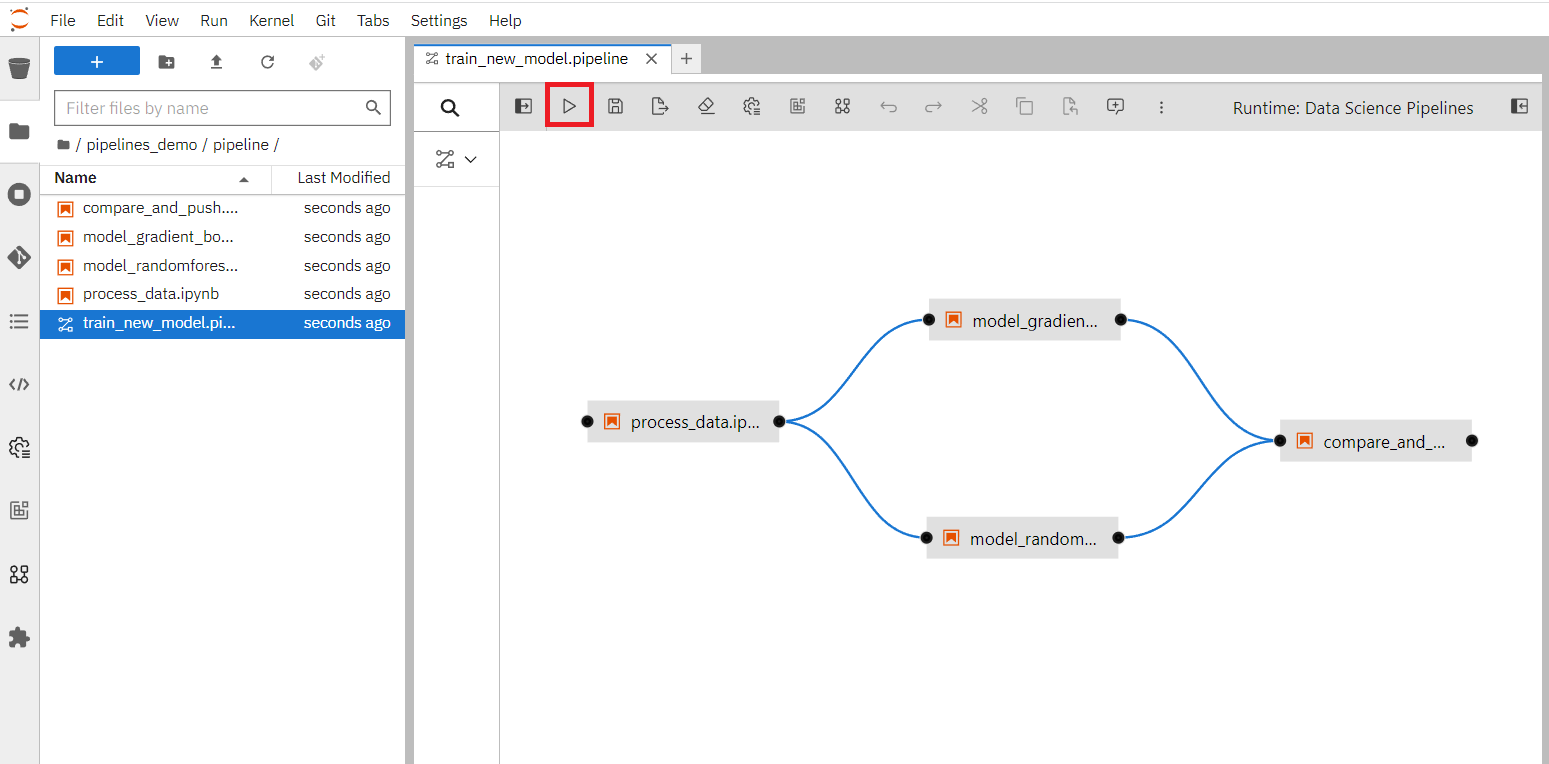 File Edit View Run Kernel Git Tabs Settings Help
train_new_model.pipeline
Filter files by name
/ pipelines_demo / pipeline /
Name Last Modified
compare_and_push.... seconds ago
model_gradient_bo... seconds ago
model_randomfores... seconds ago
process_data.ipynb seconds ago
train_new_model.pi... seconds ago
Runtime: Data Science Pipelines
model_gradien...
process_data.ip...
compare_and_...
model_random...